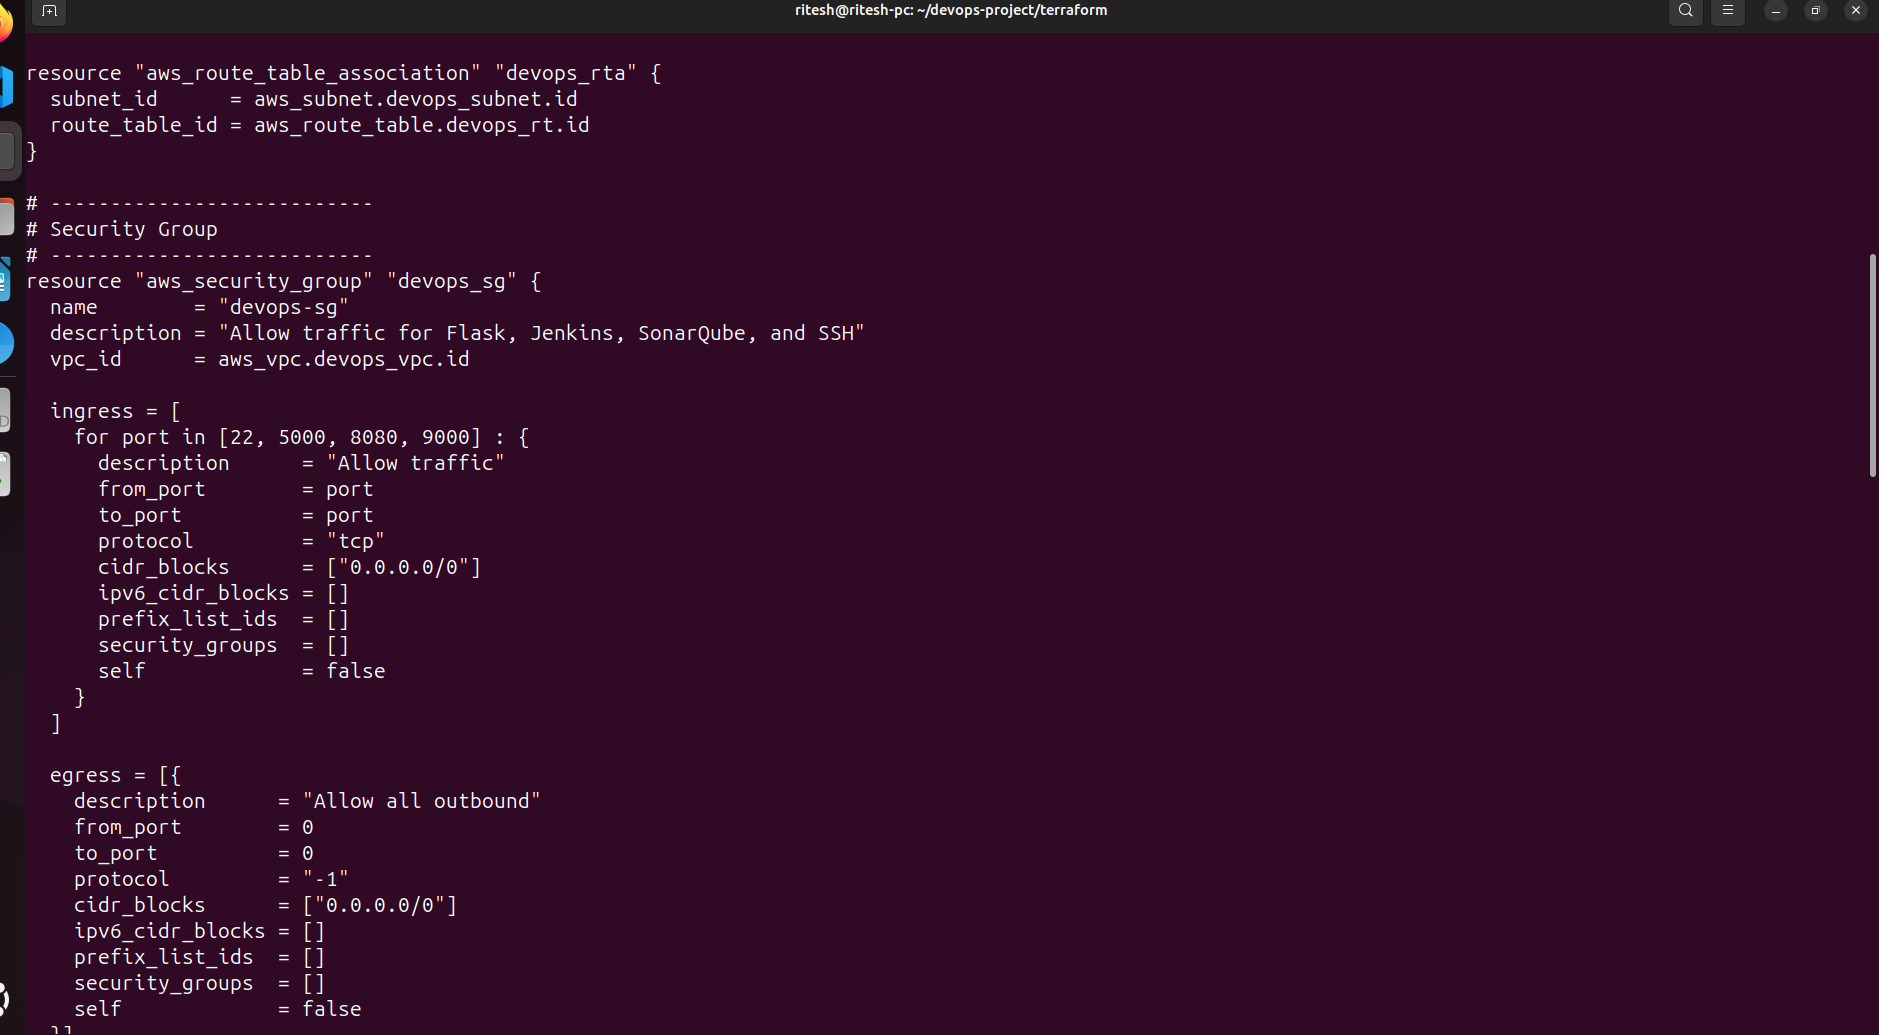 ritesh@ritesh-pc: ~/devops-project/terraform
resource "aws_route_table_association" "devops_rta" {
  subnet_id      = aws_subnet.devops_subnet.id
  route_table_id = aws_route_table.devops_rt.id
}

# ---------------------------
# Security Group
# ---------------------------
resource "aws_security_group" "devops_sg" {
  name        = "devops-sg"
  description = "Allow traffic for Flask, Jenkins, SonarQube, and SSH"
  vpc_id      = aws_vpc.devops_vpc.id

  ingress = [
    for port in [22, 5000, 8080, 9000] : {
      description      = "Allow traffic"
      from_port        = port
      to_port          = port
      protocol         = "tcp"
      cidr_blocks      = ["0.0.0.0/0"]
      ipv6_cidr_blocks = []
      prefix_list_ids  = []
      security_groups  = []
      self             = false
    }
  ]

  egress = [{
    description      = "Allow all outbound"
    from_port        = 0
    to_port          = 0
    protocol         = "-1"
    cidr_blocks      = ["0.0.0.0/0"]
    ipv6_cidr_blocks = []
    prefix_list_ids  = []
    security_groups  = []
    self             = false
  }]